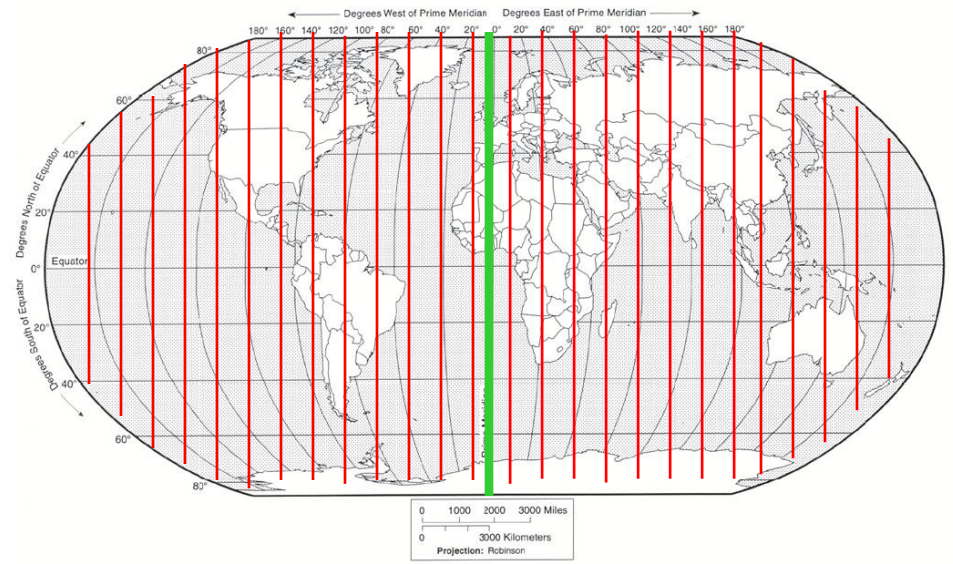 Degrees West of Prime Meridian Degrees East of Prime Meridian
180° 160° 140° 120° 100° 80° 60° 40° 20° 0° 20° 40° 60° 80° 100° 120° 140° 160° 180°
80°
60°
Degrees North of Equator
40°
20°
Equator
0°
Degrees South of Equator
20°
40°
60°
80°
Meridian
0 1000 2000 3000 Miles
0 3000 Kilometers
Projection: Robinson